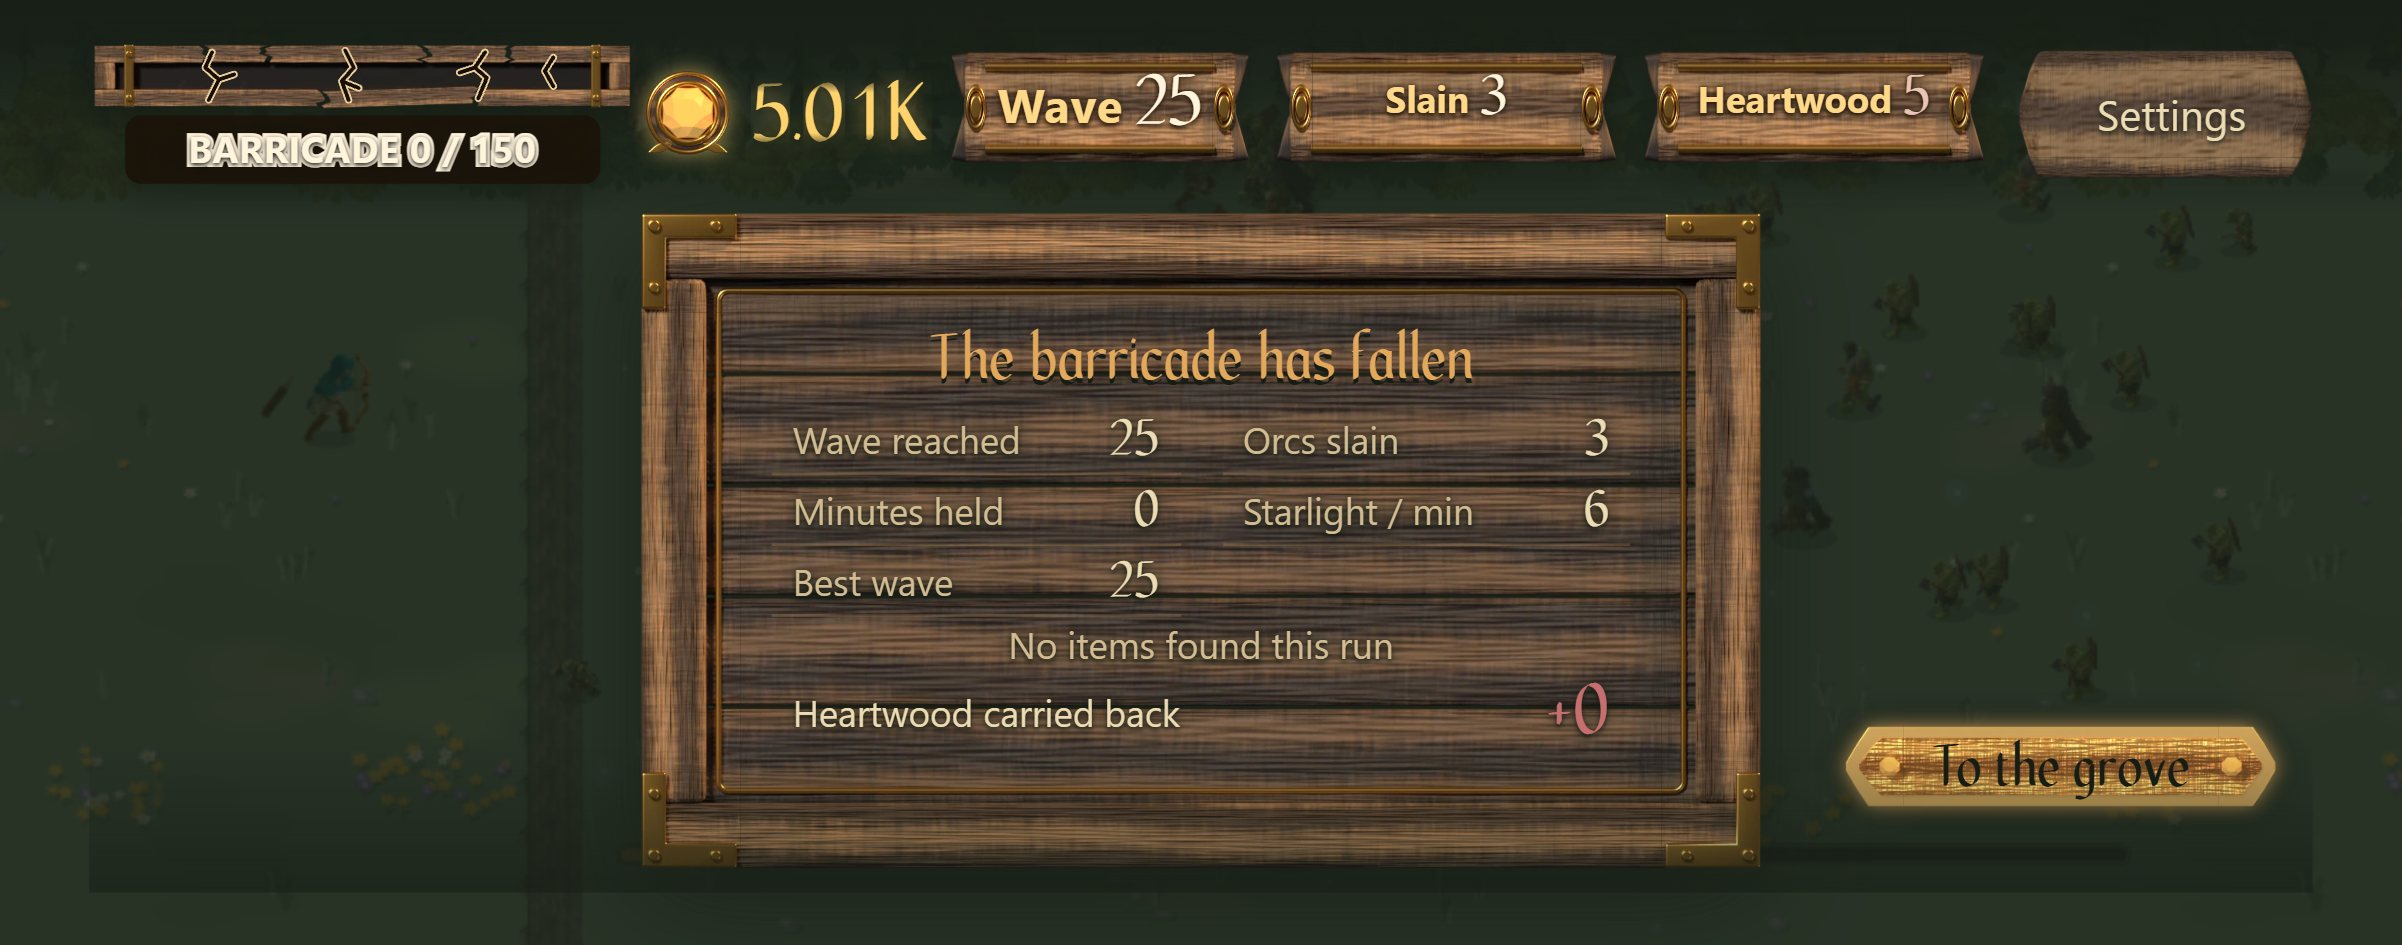 BARRICADE 0 / 150
5.01K
Wave 25
Slain 3
Heartwood 5
Settings
The barricade has fallen
Wave reached 25
Orcs slain 3
Minutes held 0
Starlight / min 6
Best wave 25
No items found this run
Heartwood carried back +0
To the grove